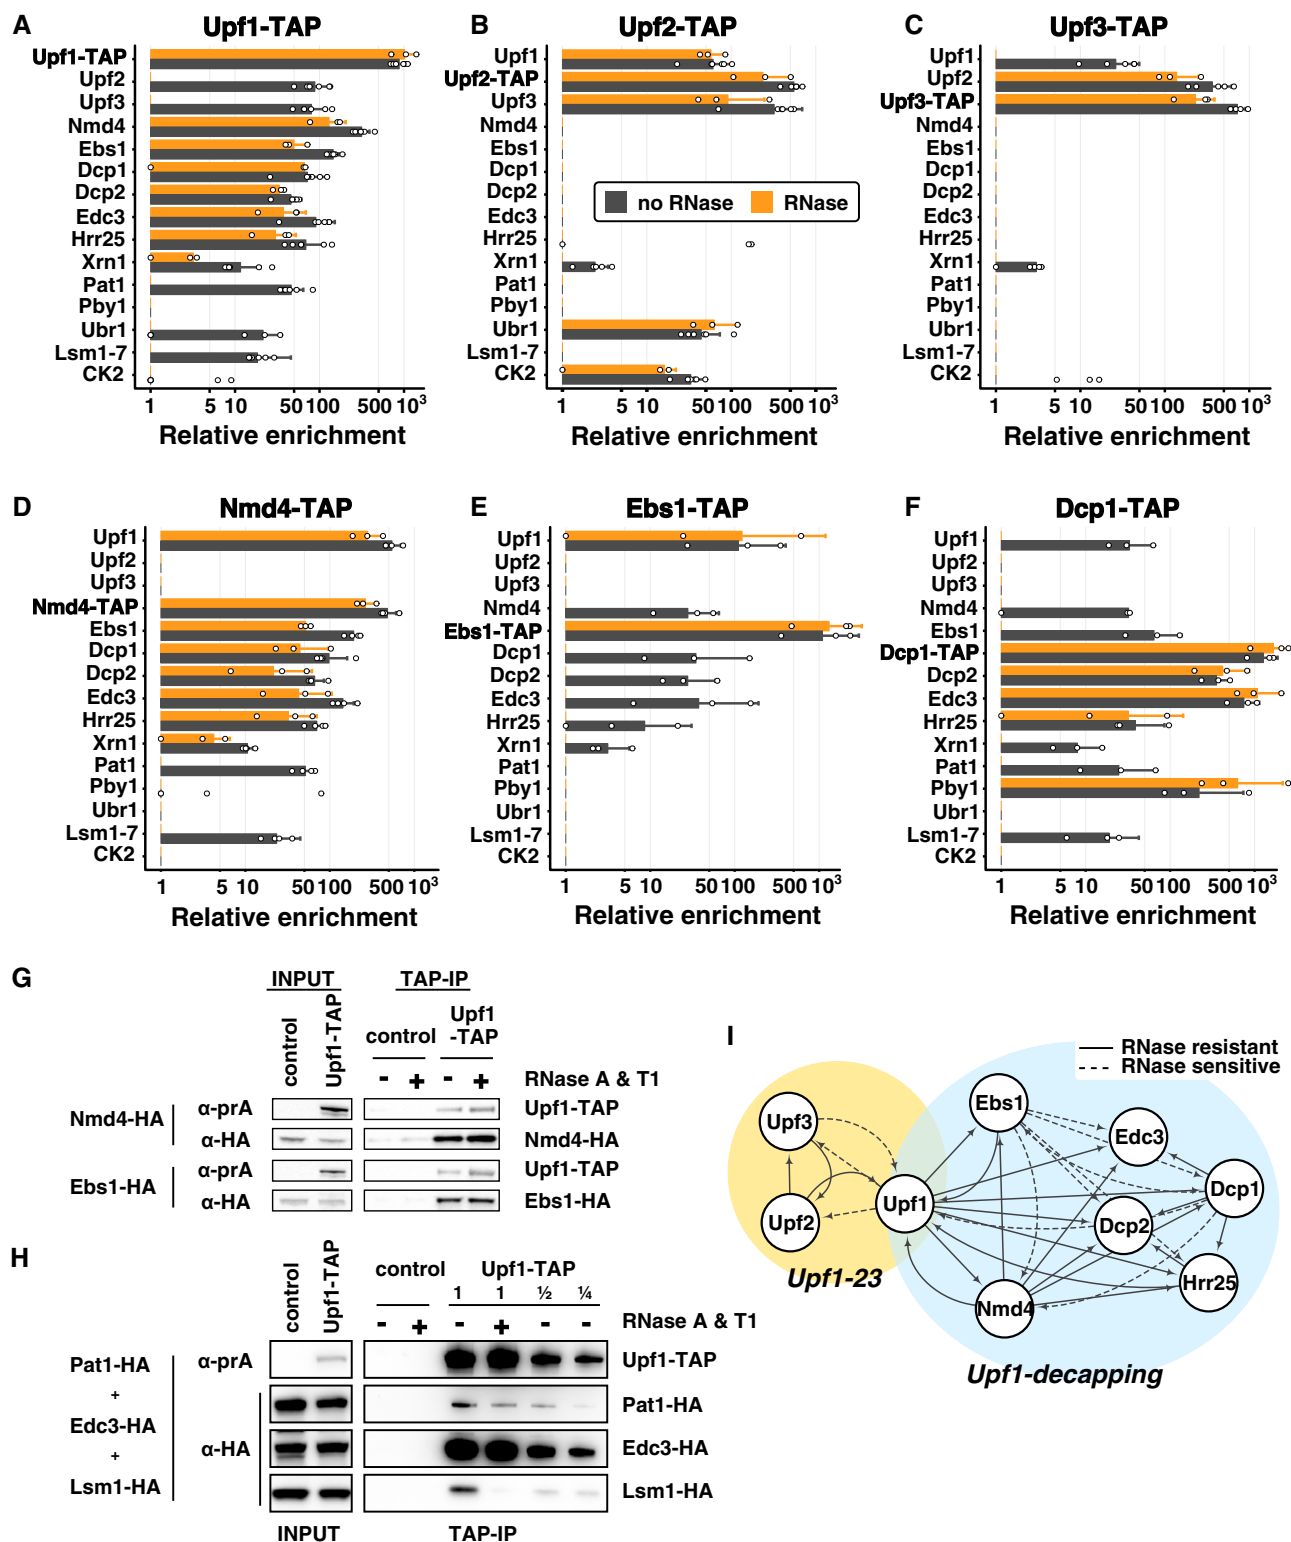 A Upf1-TAP
Upf1-TAP
Upf2
Upf3
Nmd4
Ebs1
Dcp1
Dcp2
Edc3
Hrr25
Xrn1
Pat1
Pby1
Ubr1
Lsm1-7
CK2
1 5 10 50 100 500 10³
Relative enrichment
B Upf2-TAP
Upf1
Upf2-TAP
Upf3
Nmd4
Ebs1
Dcp1
Dcp2
Edc3
Hrr25
Xrn1
Pat1
Pby1
Ubr1
Lsm1-7
CK2
no RNase RNase
1 5 10 50 100 500 10³
Relative enrichment
C Upf3-TAP
Upf1
Upf2
Upf3-TAP
Nmd4
Ebs1
Dcp1
Dcp2
Edc3
Hrr25
Xrn1
Pat1
Pby1
Ubr1
Lsm1-7
CK2
1 5 10 50 100 500 10³
Relative enrichment
D Nmd4-TAP
Upf1
Upf2
Upf3
Nmd4-TAP
Ebs1
Dcp1
Dcp2
Edc3
Hrr25
Xrn1
Pat1
Pby1
Ubr1
Lsm1-7
CK2
1 5 10 50 100 500 10³
Relative enrichment
E Ebs1-TAP
Upf1
Upf2
Upf3
Nmd4
Ebs1-TAP
Dcp1
Dcp2
Edc3
Hrr25
Xrn1
Pat1
Pby1
Ubr1
Lsm1-7
CK2
1 5 10 50 100 500 10³
Relative enrichment
F Dcp1-TAP
Upf1
Upf2
Upf3
Nmd4
Ebs1
Dcp1-TAP
Dcp2
Edc3
Hrr25
Xrn1
Pat1
Pby1
Ubr1
Lsm1-7
CK2
1 5 10 50 100 500 10³
Relative enrichment
G
INPUT TAP-IP
control Upf1-TAP control Upf1
-TAP
- + - + RNase A & T1
Nmd4-HA α-prA Upf1-TAP
α-HA Nmd4-HA
Ebs1-HA α-prA Upf1-TAP
α-HA Ebs1-HA
H
control Upf1-TAP control Upf1-TAP
1 1 ½ ¼
- + - + - - RNase A & T1
Pat1-HA
+
Edc3-HA
+
Lsm1-HA
α-prA Upf1-TAP
α-HA
Pat1-HA
Edc3-HA
Lsm1-HA
INPUT TAP-IP
I
RNase resistant
RNase sensitive
Ebs1
Upf3
Edc3
Dcp1
Upf1
Upf2
Dcp2
Hrr25
Nmd4
Upf1-23
Upf1-decapping